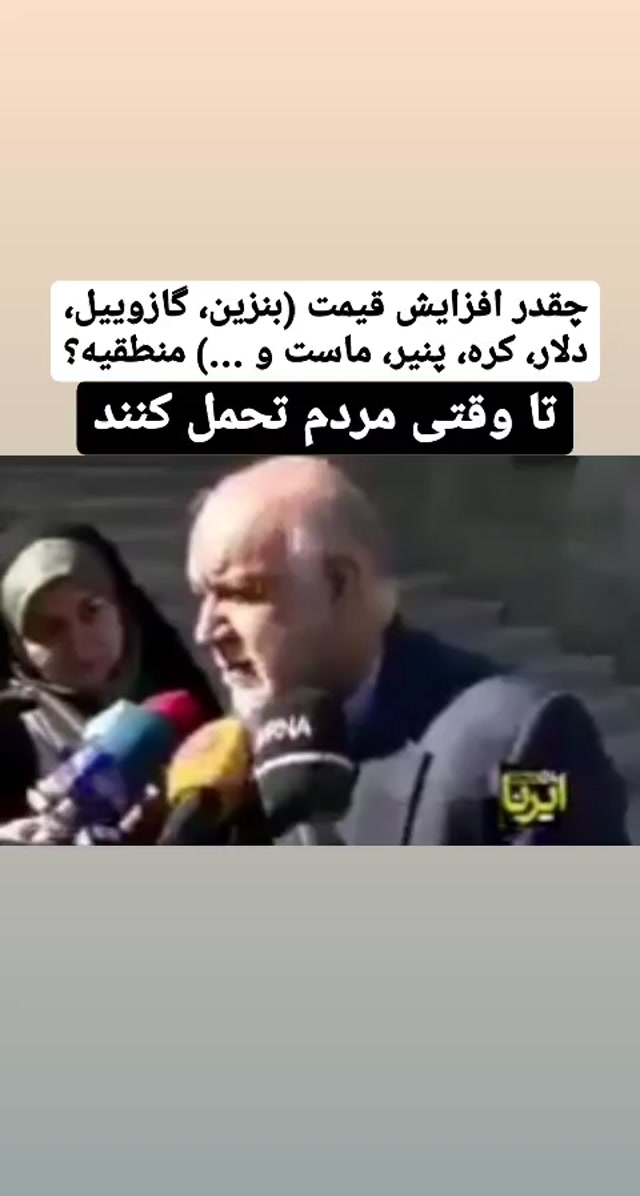 چقدر افزایش قیمت (بنزین، گازوییل،
دلار، کره، پنیر، ماست و ...) منطقیه؟
تا وقتی مردم تحمل کنند
IRNA
ایرنا